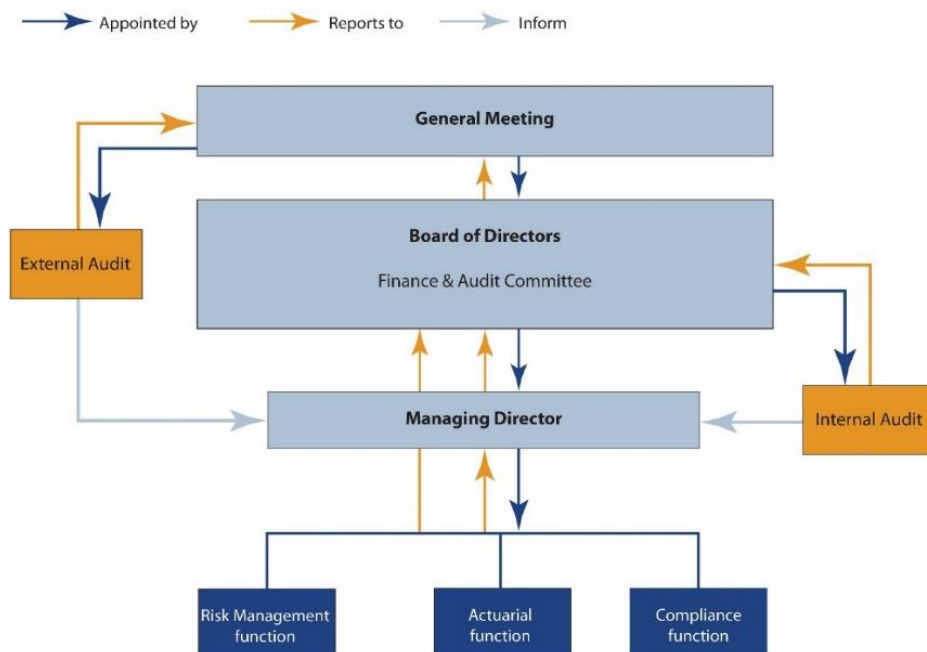 Appointed by
Reports to
Inform
General Meeting
External Audit
Board of Directors
Finance & Audit Committee
Managing Director
Internal Audit
Risk Management
function
Actuarial
function
Compliance
function